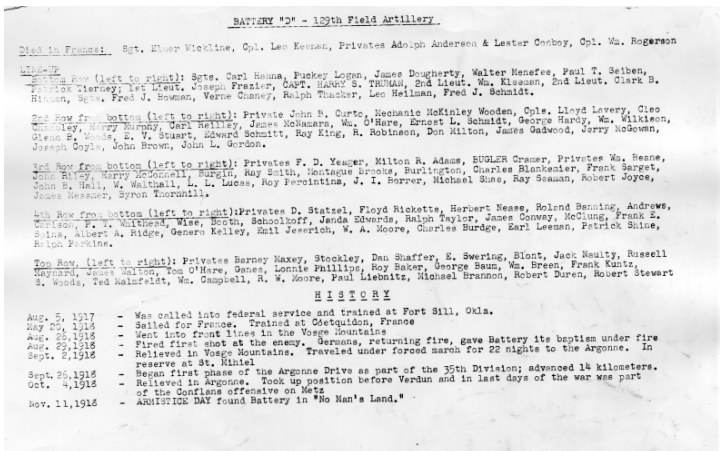 BATTERY "D" - 129th Field Artillery
Died in France: Sgt. Elmer Wickline, Cpl. Leo Keenan, Privates Adolph Anderson & Lester Cooboy, Cpl. Wm. Rogerson
LINE-UP
Bottom Row (left to right): Sgts. Carl Hanna, Puckey Logan, James Dougherty, Walter Menefee, Paul T. Seiben,
Patrick Tierney; 1st Lieut. Joseph Frazier, CAPT. HARRY S. TRUMAN, 2nd Lieut. Wm. Kleeman, 2nd Lieut. Clark B.
Hinman, Sgts. Fred J. Bowman, Verne Chaney, Ralph Thacker, Leo Heilman, Fred J. Schmidt.
2nd Row from bottom (left to right): Private John B. Curto, Mechanic McKinley Wooden, Cpls. Lloyd Lavery, Cleo
Chambley, Harry Murphy, Carl Reilley, James McNamara, Wm. O'Hare, Ernest L. Schmidt, George Hardy, Wm. Wilkison,
Glenn B. Woods, E. V. Stuart, Edward Schmitt, Ray King, R. Robinson, Don Milton, James Gadwood, Jerry McGowan,
Joseph Coyle, John Brown, John L. Gordon.
3rd Row from bottom (left to right): Privates F. D. Yeager, Milton R. Adams, BUGLER Cramer, Privates Wm. Beane,
John Riley, Harry McConnell, Burgin, Ray Smith, Montague Brooks, Burlington, Charles Blankemier, Frank Sarget,
John B. Hall, W. Walthall, L. L. Lucas, Roy Percintina, J. I. Borrer, Michael Shea, Ray Seaman, Robert Joyce,
James Messmer, Byron Thornhill.
4th Row from bottom (left to right):Privates D. Statzel, Floyd Ricketts, Herbert Nease, Roland Banning, Andrews,
Carlson, P. T. Whithead, Wise, Booth, Schoolkoff, Janda Edwards, Ralph Taylor, James Conway, McClung, Frank E.
Spina, Albert A. Ridge, Genero Kelley, Emil Jeserich, W. A. Moore, Charles Burdge, Earl Leeman, Patrick Shine,
Ralph Perkins.
Top Row, (left to right): Privates Barney Maxey, Stockley, Dan Shaffer, E. Swering, Blont, Jack Naulty, Russell
Maynard, James Walton, Tom O'Hare, Ganes, Lonnie Phillips, Roy Baker, George Baum, Wm. Breen, Frank Kuntz,
S. Woods, Ted Malmfeldt, Wm. Campbell, R. W. Moore, Paul Liebnitz, Michael Brannon, Robert Duren, Robert Stewart
HISTORY
Aug. 5, 1917 - Was called into federal service and trained at Fort Sill, Okla.
May 20, 1918 - Sailed for France. Trained at Coetquidon, France
Aug. 26,1918 - Went into front lines in the Vosge Mountains
Aug. 29,1918 - Fired first shot at the enemy. Germans, returning fire, gave Battery its baptism under fire
Sept. 2,1918 - Relieved in Vosge Mountains. Traveled under forced march for 22 nights to the Argonne. In
reserve at St. Mihiel
Sept. 26,1918 - Began first phase of the Argonne Drive as part of the 35th Division; advanced 14 kilometers.
Oct. 4,1918 - Relieved in Argonne. Took up position before Verdun and in last days of the war was part
of the Conflans offensive on Metz
Nov. 11,1918 - ARMISTICE DAY found Battery in "No Man's Land."